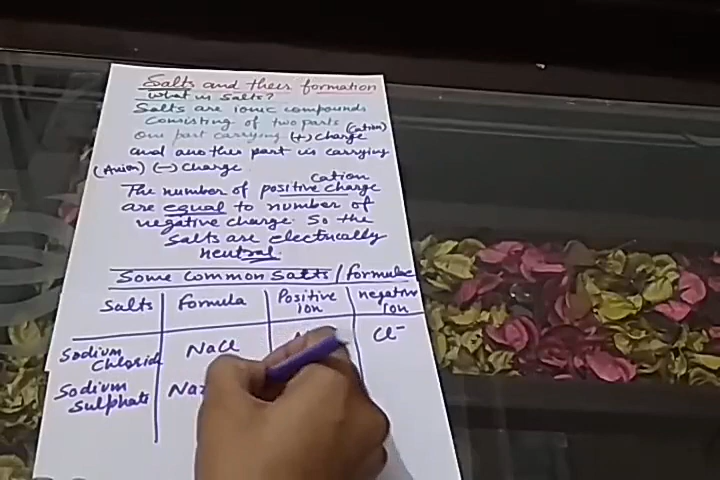 Salts and their formation
What is Salts?
Salts are ionic compounds
consisting of two parts
One part carrying (+) charge (Cation)
and another part is carrying
(Anion) (-) charge
cation
The number of positive charge
are equal to number of
negative charge. So the
Salts are electrically
neutral.
Some common salts / formulae
Salts Formula Positive ion negative ion
Sodium Chloride NaCl Cl⁻
Sodium Sulphate